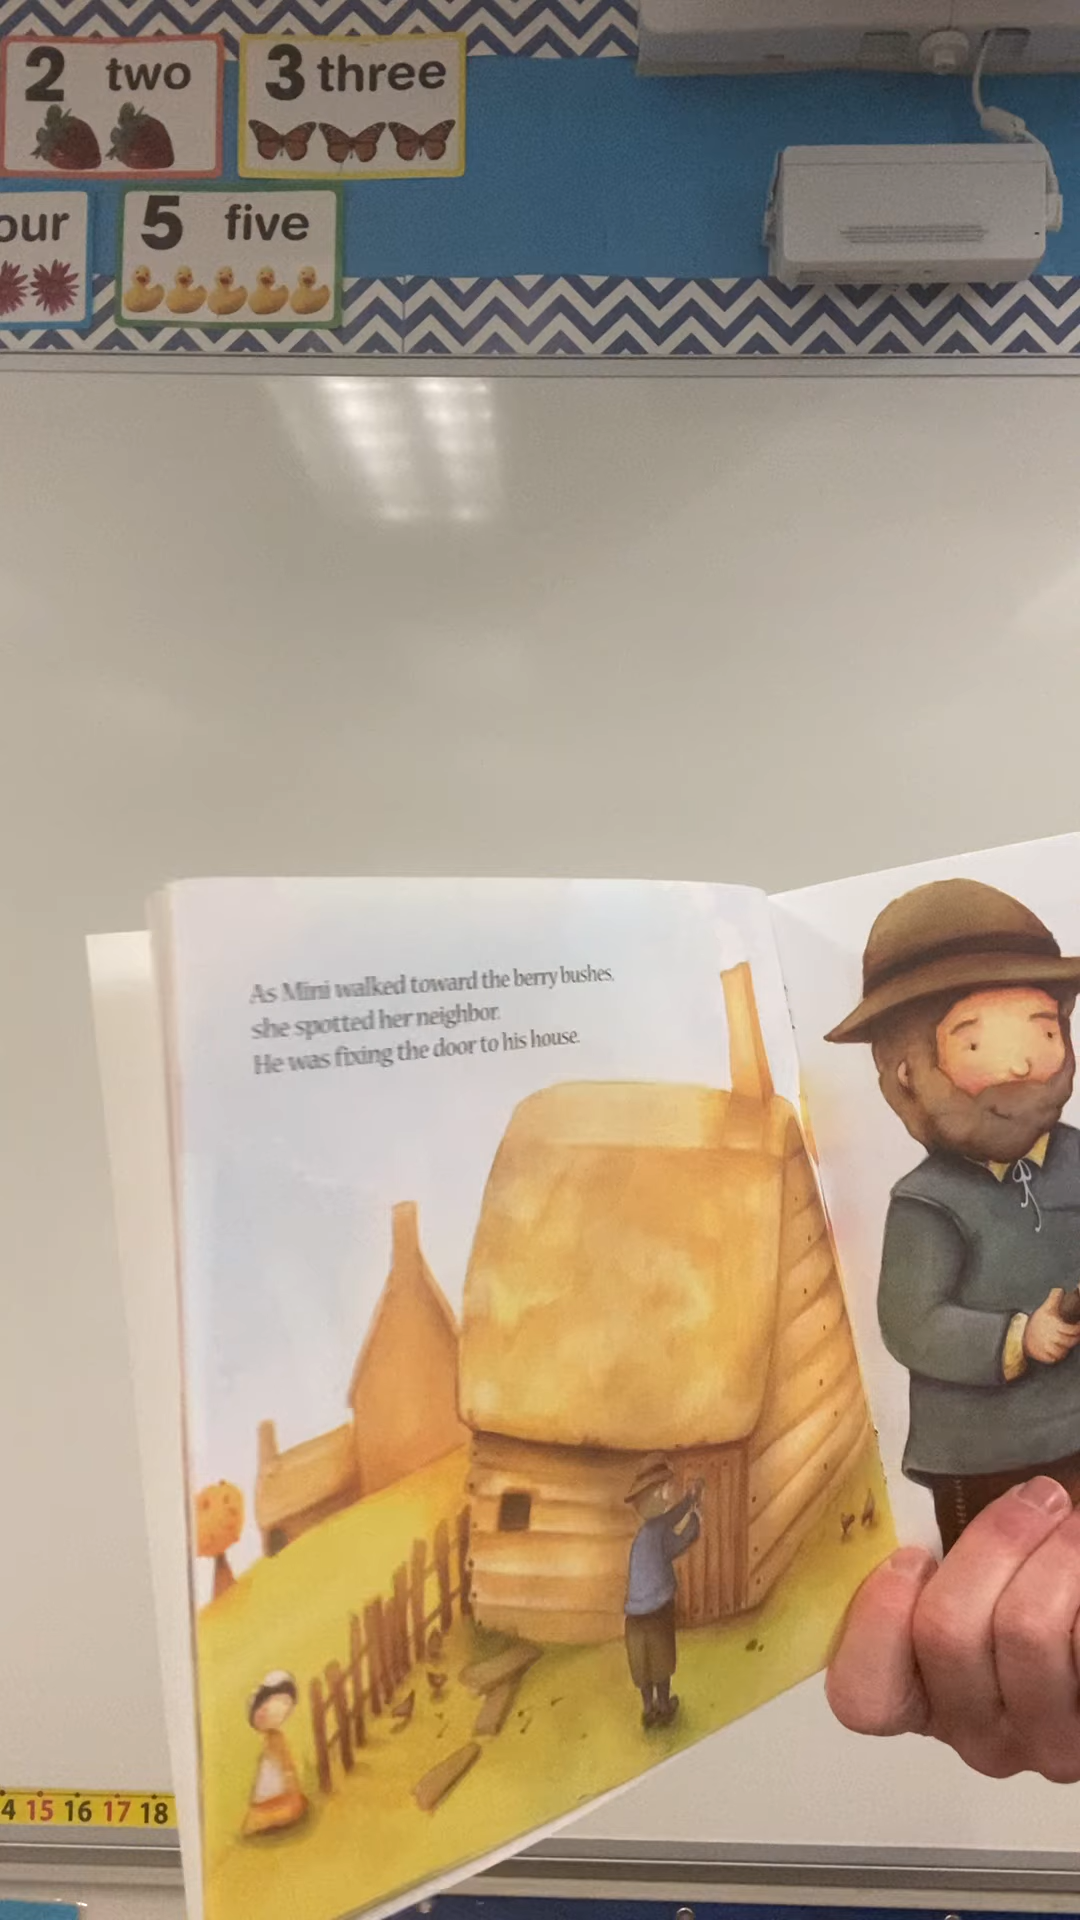 2 two
3 three
our
5 five
As Mini walked toward the berry bushes,
she spotted her neighbor.
He was fixing the door to his house.
4 15 16 17 18